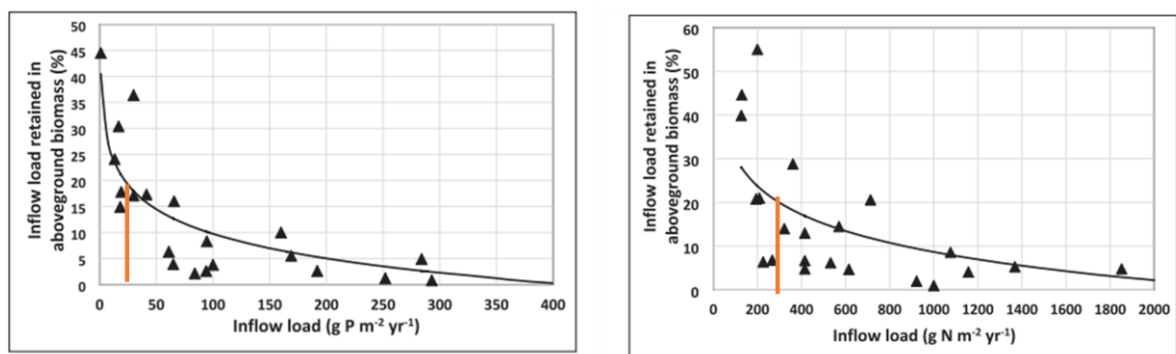 Inflow load retained in
aboveground biomass (%)
50
45
40
35
30
25
20
15
10
5
0
0 50 100 150 200 250 300 350 400
Inflow load (g P m⁻² yr⁻¹)
Inflow load retained in
aboveground biomass (%)
60
50
40
30
20
10
0
0 200 400 600 800 1000 1200 1400 1600 1800 2000
Inflow load (g N m⁻² yr⁻¹)